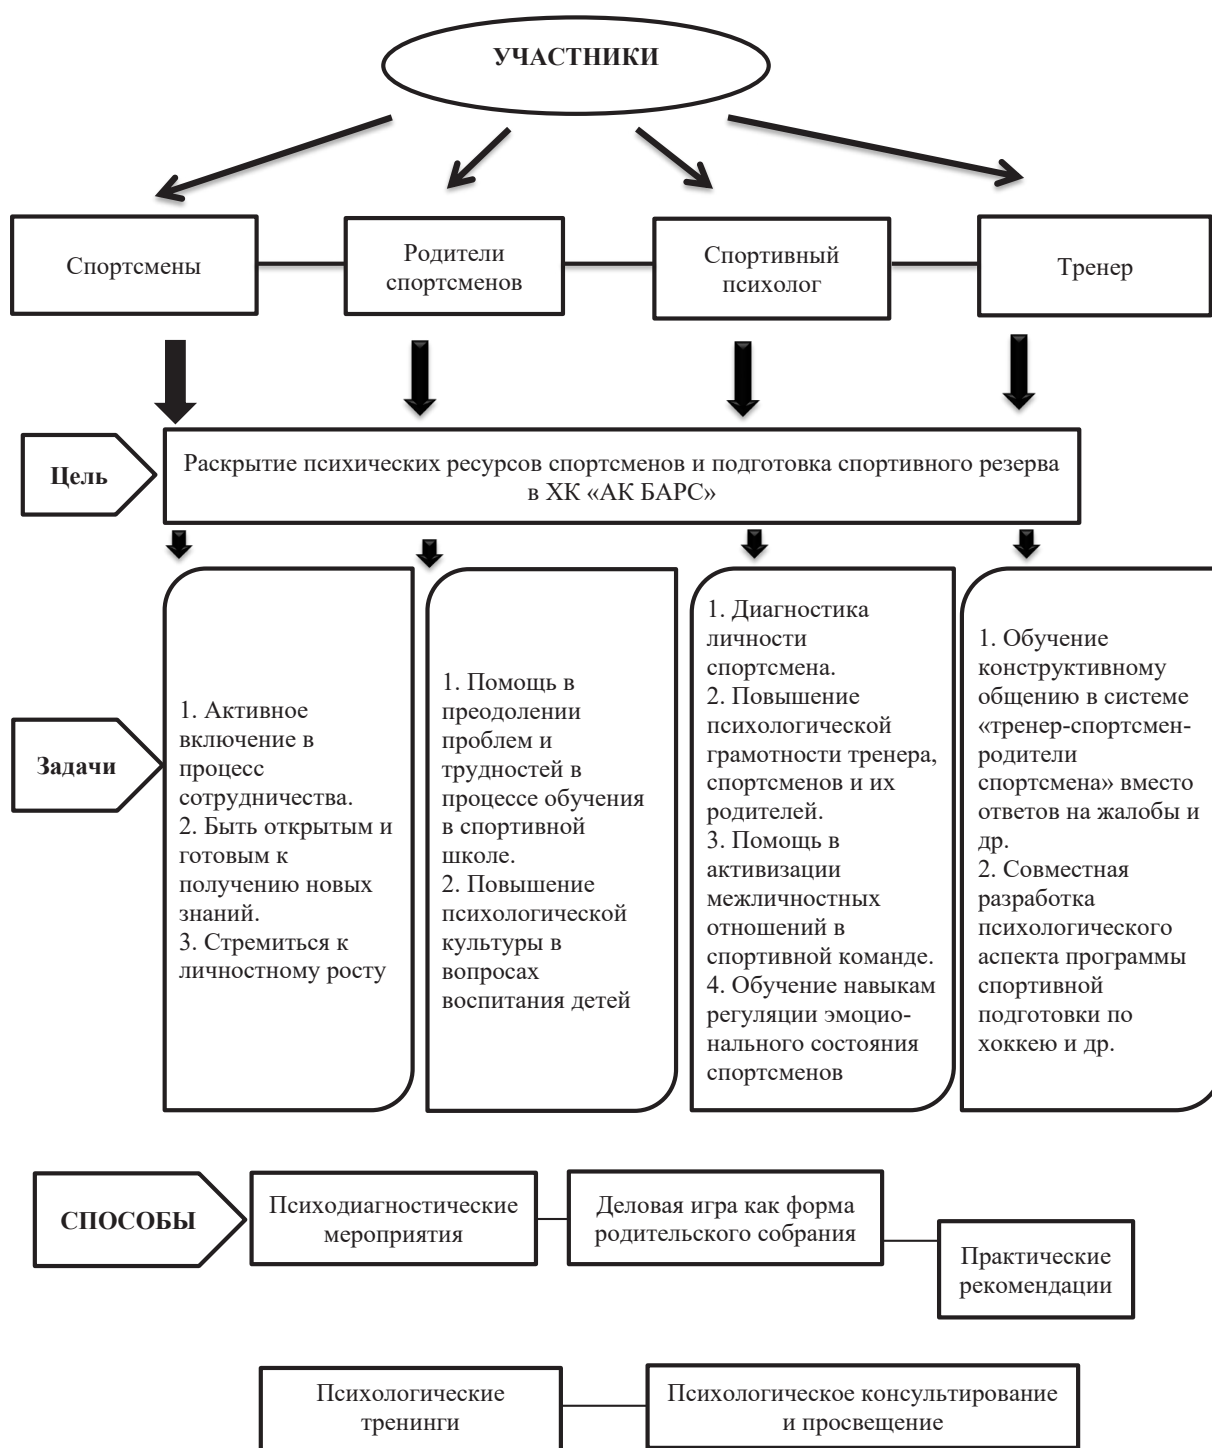 УЧАСТНИКИ
Спортсмены
Родители
спортсменов
Спортивный
психолог
Тренер
Цель
Раскрытие психических ресурсов спортсменов и подготовка спортивного резерва
в ХК «АК БАРС»
Задачи
1. Активное
включение в
процесс
сотрудничества.
2. Быть открытым и
готовым к
получению новых
знаний.
3. Стремиться к
личностному росту
1. Помощь в
преодолении
проблем и
трудностей в
процессе обучения
в спортивной
школе.
2. Повышение
психологической
культуры в
вопросах
воспитания детей
1. Диагностика
личности
спортсмена.
2. Повышение
психологической
грамотности тренера,
спортсменов и их
родителей.
3. Помощь в
активизации
межличностных
отношений в
спортивной команде.
4. Обучение навыкам
регуляции эмоцио-
нального состояния
спортсменов
1. Обучение
конструктивному
общению в системе
«тренер-спортсмен-
родители
спортсмена» вместо
ответов на жалобы и
др.
2. Совместная
разработка
психологического
аспекта программы
спортивной
подготовки по
хоккею и др.
СПОСОБЫ
Психодиагностические
мероприятия
Деловая игра как форма
родительского собрания
Практические
рекомендации
Психологические
тренинги
Психологическое консультирование
и просвещение